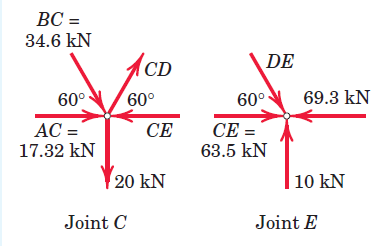 BC =
34.6 kN
CD
60° 60°
AC = CE
17.32 kN
20 kN
Joint C
DE
60° 69.3 kN
CE =
63.5 kN
10 kN
Joint E